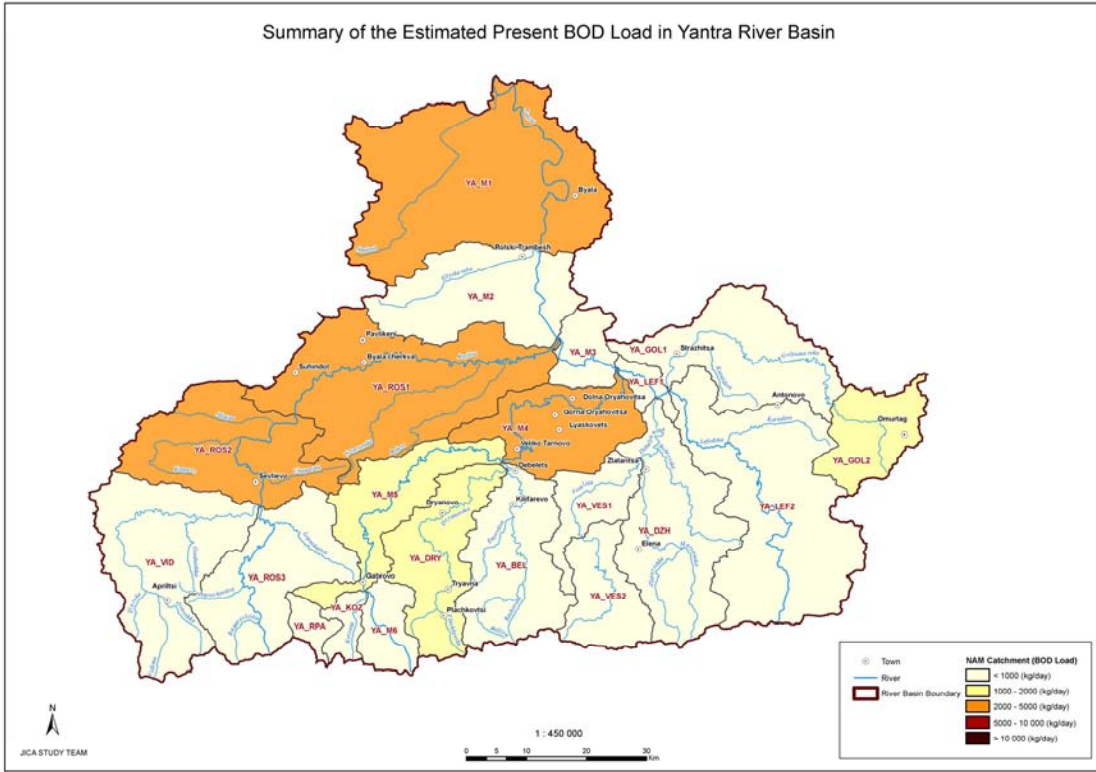 Summary of the Estimated Present BOD Load in Yantra River Basin
YA_M1
Byala
Polski Trambesh
YA_M2
Pavlikeni
Byala cherkva
Suhindol
YA_ROS1
YA_M3
YA_GOL1
Strazhitsa
YA_LEF1
Dolna Oryahovitsa
Gorna Oryahovitsa
Lyaskovets
YA_M4
Veliko Tarnovo
Antonovo
Omurtag
YA_GOL2
YA_ROS2
Sevlievo
Debelets
Zlataritsa
YA_M5
Dryanovo
Kilifarevo
YA_VES1
YA_LEF2
YA_DZH
Elena
YA_VID
Apriltsi
YA_ROS3
Gabrovo
YA_DRY
YA_BEL
Tryavna
YA_VES2
YA_KOZ
Plachkovtsi
YA_RPA
YA_M6
Town
River
River Basin Boundary
NAM Catchment (BOD Load)
< 1000 (kg/day)
1000 - 2000 (kg/day)
2000 - 5000 (kg/day)
5000 - 10 000 (kg/day)
> 10 000 (kg/day)
N
JICA STUDY TEAM
1 : 450 000
0 5 10 20 30
Km